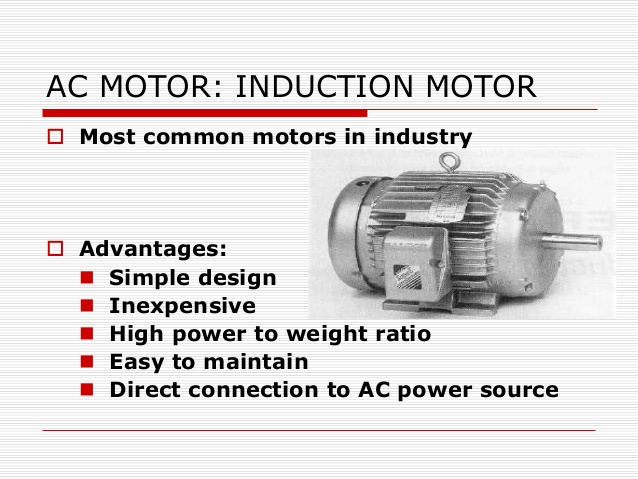 AC MOTOR: INDUCTION MOTOR
Most common motors in industry
Advantages:
Simple design
Inexpensive
High power to weight ratio
Easy to maintain
Direct connection to AC power source